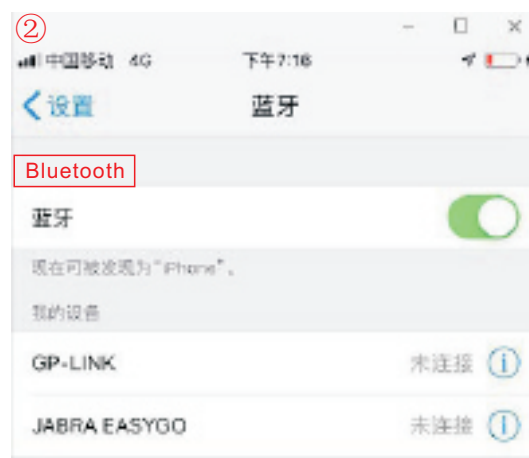 ②
中国移动 4G 下午7:16
设置 蓝牙
Bluetooth
蓝牙
现在可被发现为“iPhone”。
我的设备
GP-LINK 未连接
JABRA EASYGO 未连接